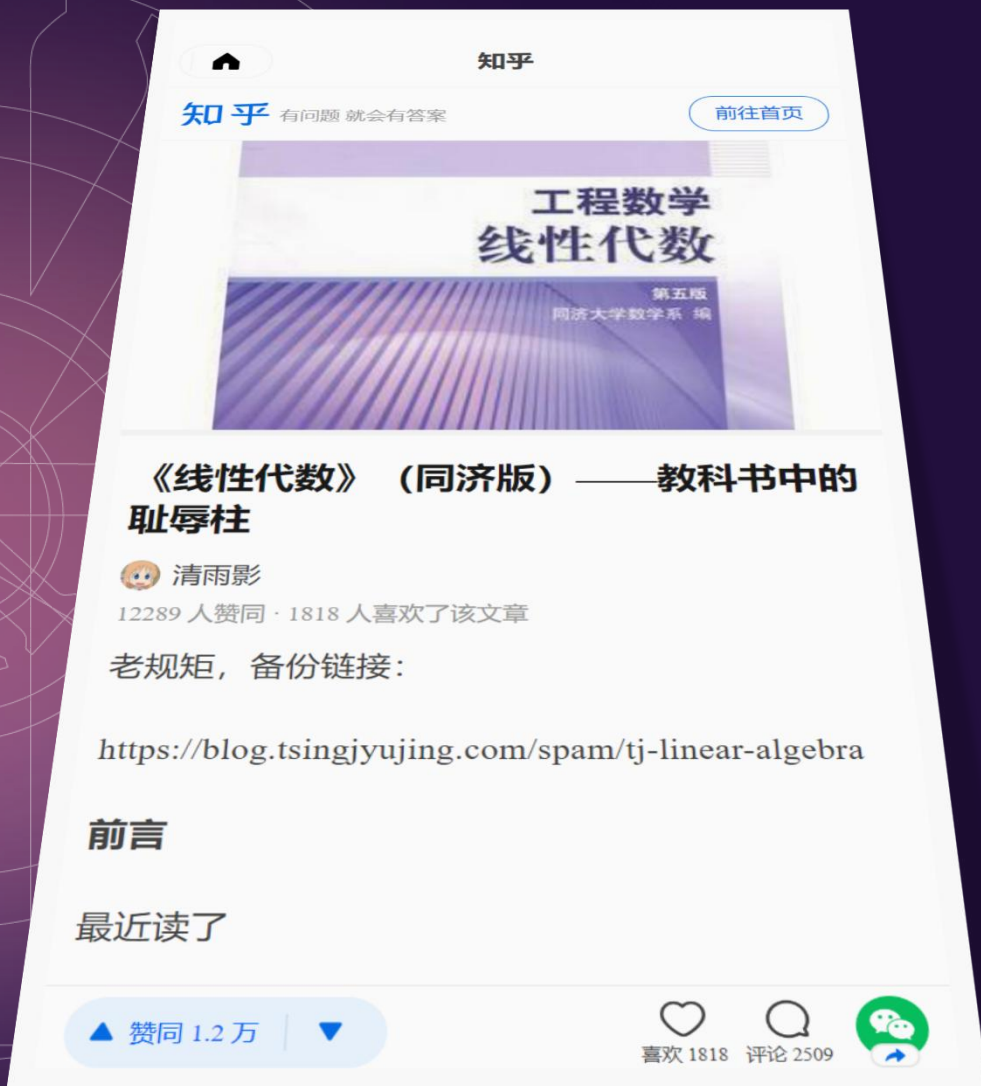 知乎
知乎 有问题 就会有答案
前往首页
工程数学
线性代数
第五版
同济大学数学系 编
《线性代数》（同济版）——教科书中的
耻辱柱
清雨影
12289 人赞同 · 1818 人喜欢了该文章
老规矩，备份链接：
https://blog.tsingjyujing.com/spam/tj-linear-algebra
前言
最近读了
赞同 1.2 万
喜欢 1818
评论 2509